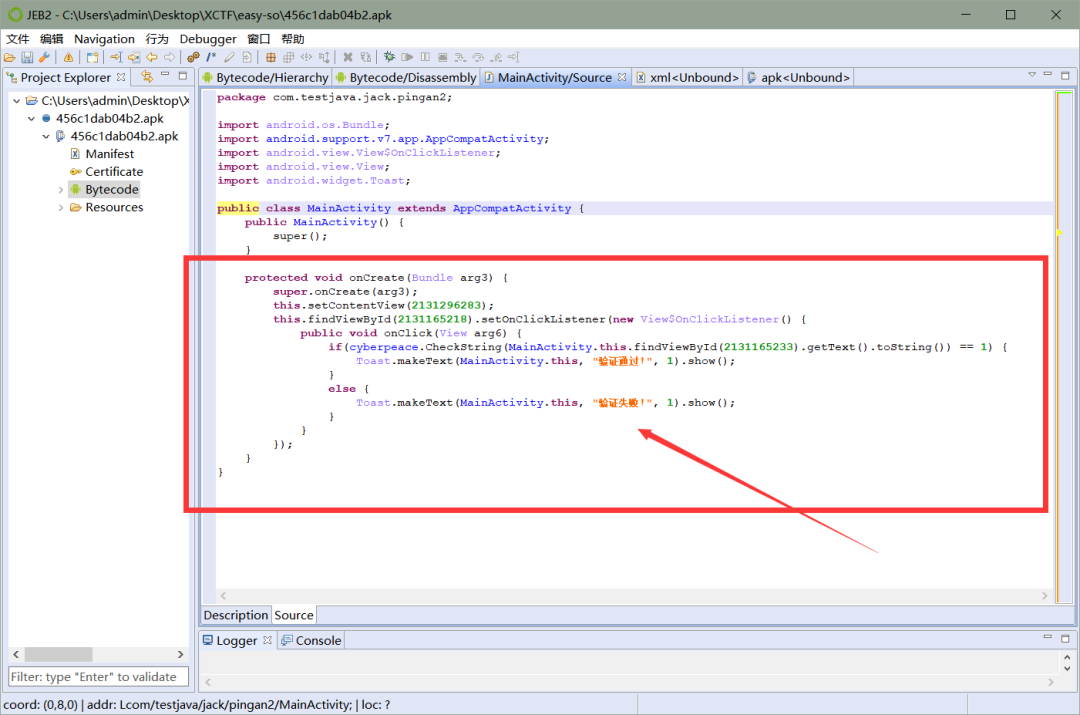 JEB2 - C:\Users\admin\Desktop\XCTF\easy-so\456c1dab04b2.apk
文件 编辑 Navigation 行为 Debugger 窗口 帮助
Project Explorer
Bytecode/Hierarchy Bytecode/Disassembly MainActivity/Source xml<Unbound> apk<Unbound>
C:\Users\admin\Desktop\X
456c1dab04b2.apk
456c1dab04b2.apk
Manifest
Certificate
Bytecode
Resources
Filter: type "Enter" to validate
package com.testjava.jack.pingan2;
import android.os.Bundle;
import android.support.v7.app.AppCompatActivity;
import android.view.View$OnClickListener;
import android.view.View;
import android.widget.Toast;
public class MainActivity extends AppCompatActivity {
public MainActivity() {
super();
}
protected void onCreate(Bundle arg3) {
super.onCreate(arg3);
this.setContentView(2131296283);
this.findViewById(2131165218).setOnClickListener(new View$OnClickListener() {
public void onClick(View arg6) {
if(cyberpeace.CheckString(MainActivity.this.findViewById(2131165233).getText().toString()) == 1) {
Toast.makeText(MainActivity.this, "验证通过!", 1).show();
}
else {
Toast.makeText(MainActivity.this, "验证失败!", 1).show();
}
}
});
}
}
Description Source
Logger Console
coord: (0,8,0) | addr: Lcom/testjava/jack/pingan2/MainActivity; | loc: ?